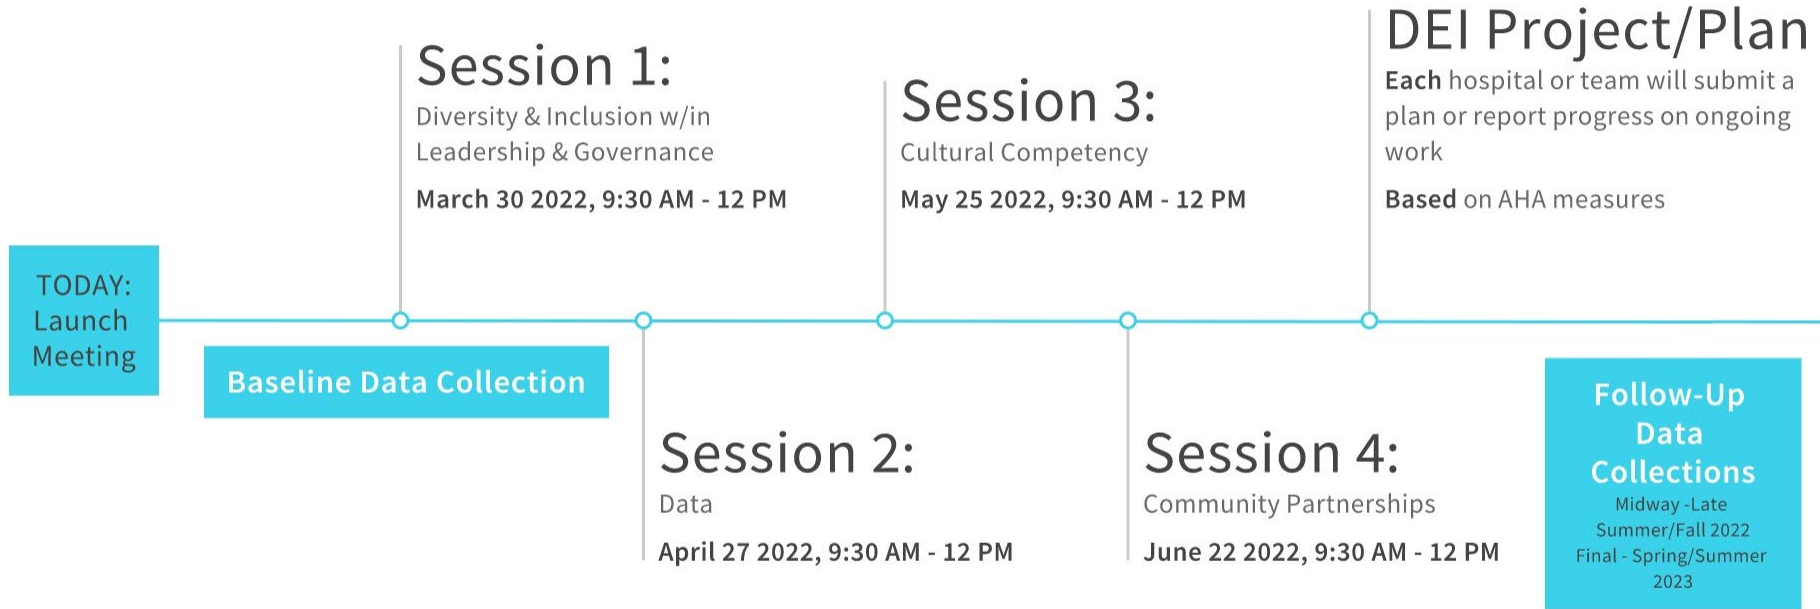 TODAY:
Launch
Meeting
Baseline Data Collection
Session 1:
Diversity & Inclusion w/in
Leadership & Governance
March 30 2022, 9:30 AM - 12 PM
Session 2:
Data
April 27 2022, 9:30 AM - 12 PM
Session 3:
Cultural Competency
May 25 2022, 9:30 AM - 12 PM
Session 4:
Community Partnerships
June 22 2022, 9:30 AM - 12 PM
DEI Project/Plan
Each hospital or team will submit a
plan or report progress on ongoing
work
Based on AHA measures
Follow-Up
Data
Collections
Midway -Late
Summer/Fall 2022
Final - Spring/Summer
2023